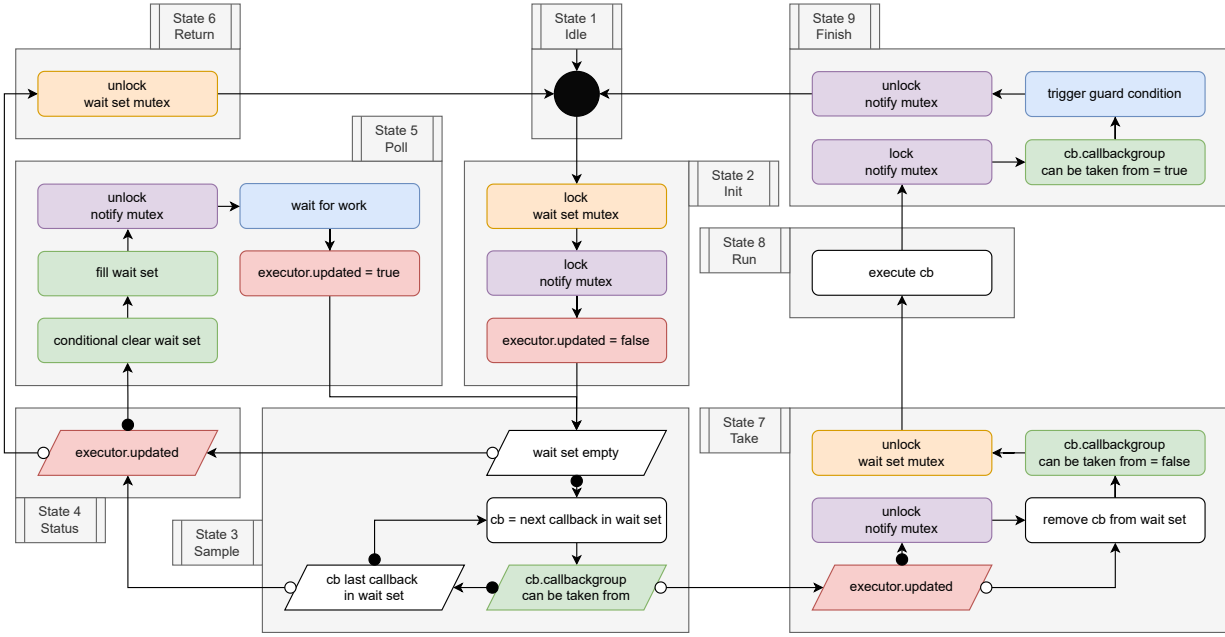 State 6
Return
unlock
wait set mutex
State 1
Idle
State 9
Finish
unlock
notify mutex
trigger guard condition
lock
notify mutex
cb.callbackgroup
can be taken from = true
State 5
Poll
unlock
notify mutex
wait for work
fill wait set
executor.updated = true
conditional clear wait set
State 2
Init
lock
wait set mutex
lock
notify mutex
executor.updated = false
State 8
Run
execute cb
executor.updated
State 4
Status
State 3
Sample
wait set empty
cb = next callback in wait set
cb last callback
in wait set
cb.callbackgroup
can be taken from
State 7
Take
unlock
wait set mutex
cb.callbackgroup
can be taken from = false
unlock
notify mutex
remove cb from wait set
executor.updated